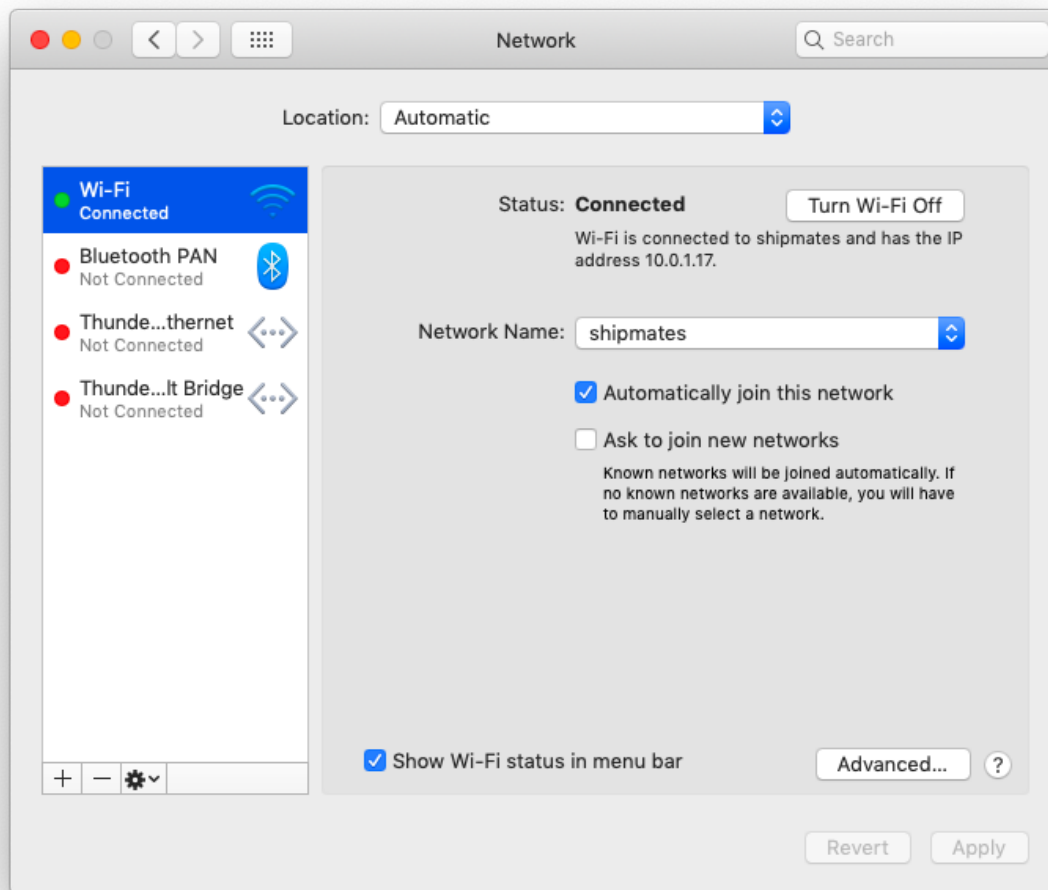 Network
Search
Location: Automatic
Wi-Fi
Connected
Bluetooth PAN
Not Connected
Thunde...thernet
Not Connected
Thunde...lt Bridge
Not Connected
Status: Connected
Turn Wi-Fi Off
Wi-Fi is connected to shipmates and has the IP
address 10.0.1.17.
Network Name: shipmates
Automatically join this network
Ask to join new networks
Known networks will be joined automatically. If
no known networks are available, you will have
to manually select a network.
Show Wi-Fi status in menu bar
Advanced...
?
Revert
Apply